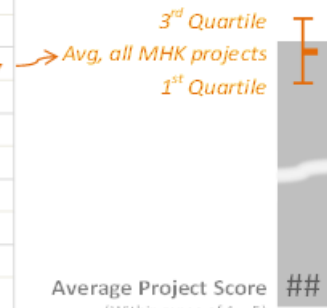 3rd Quartile
Avg, all MHK projects
1st Quartile
Average Project Score ##